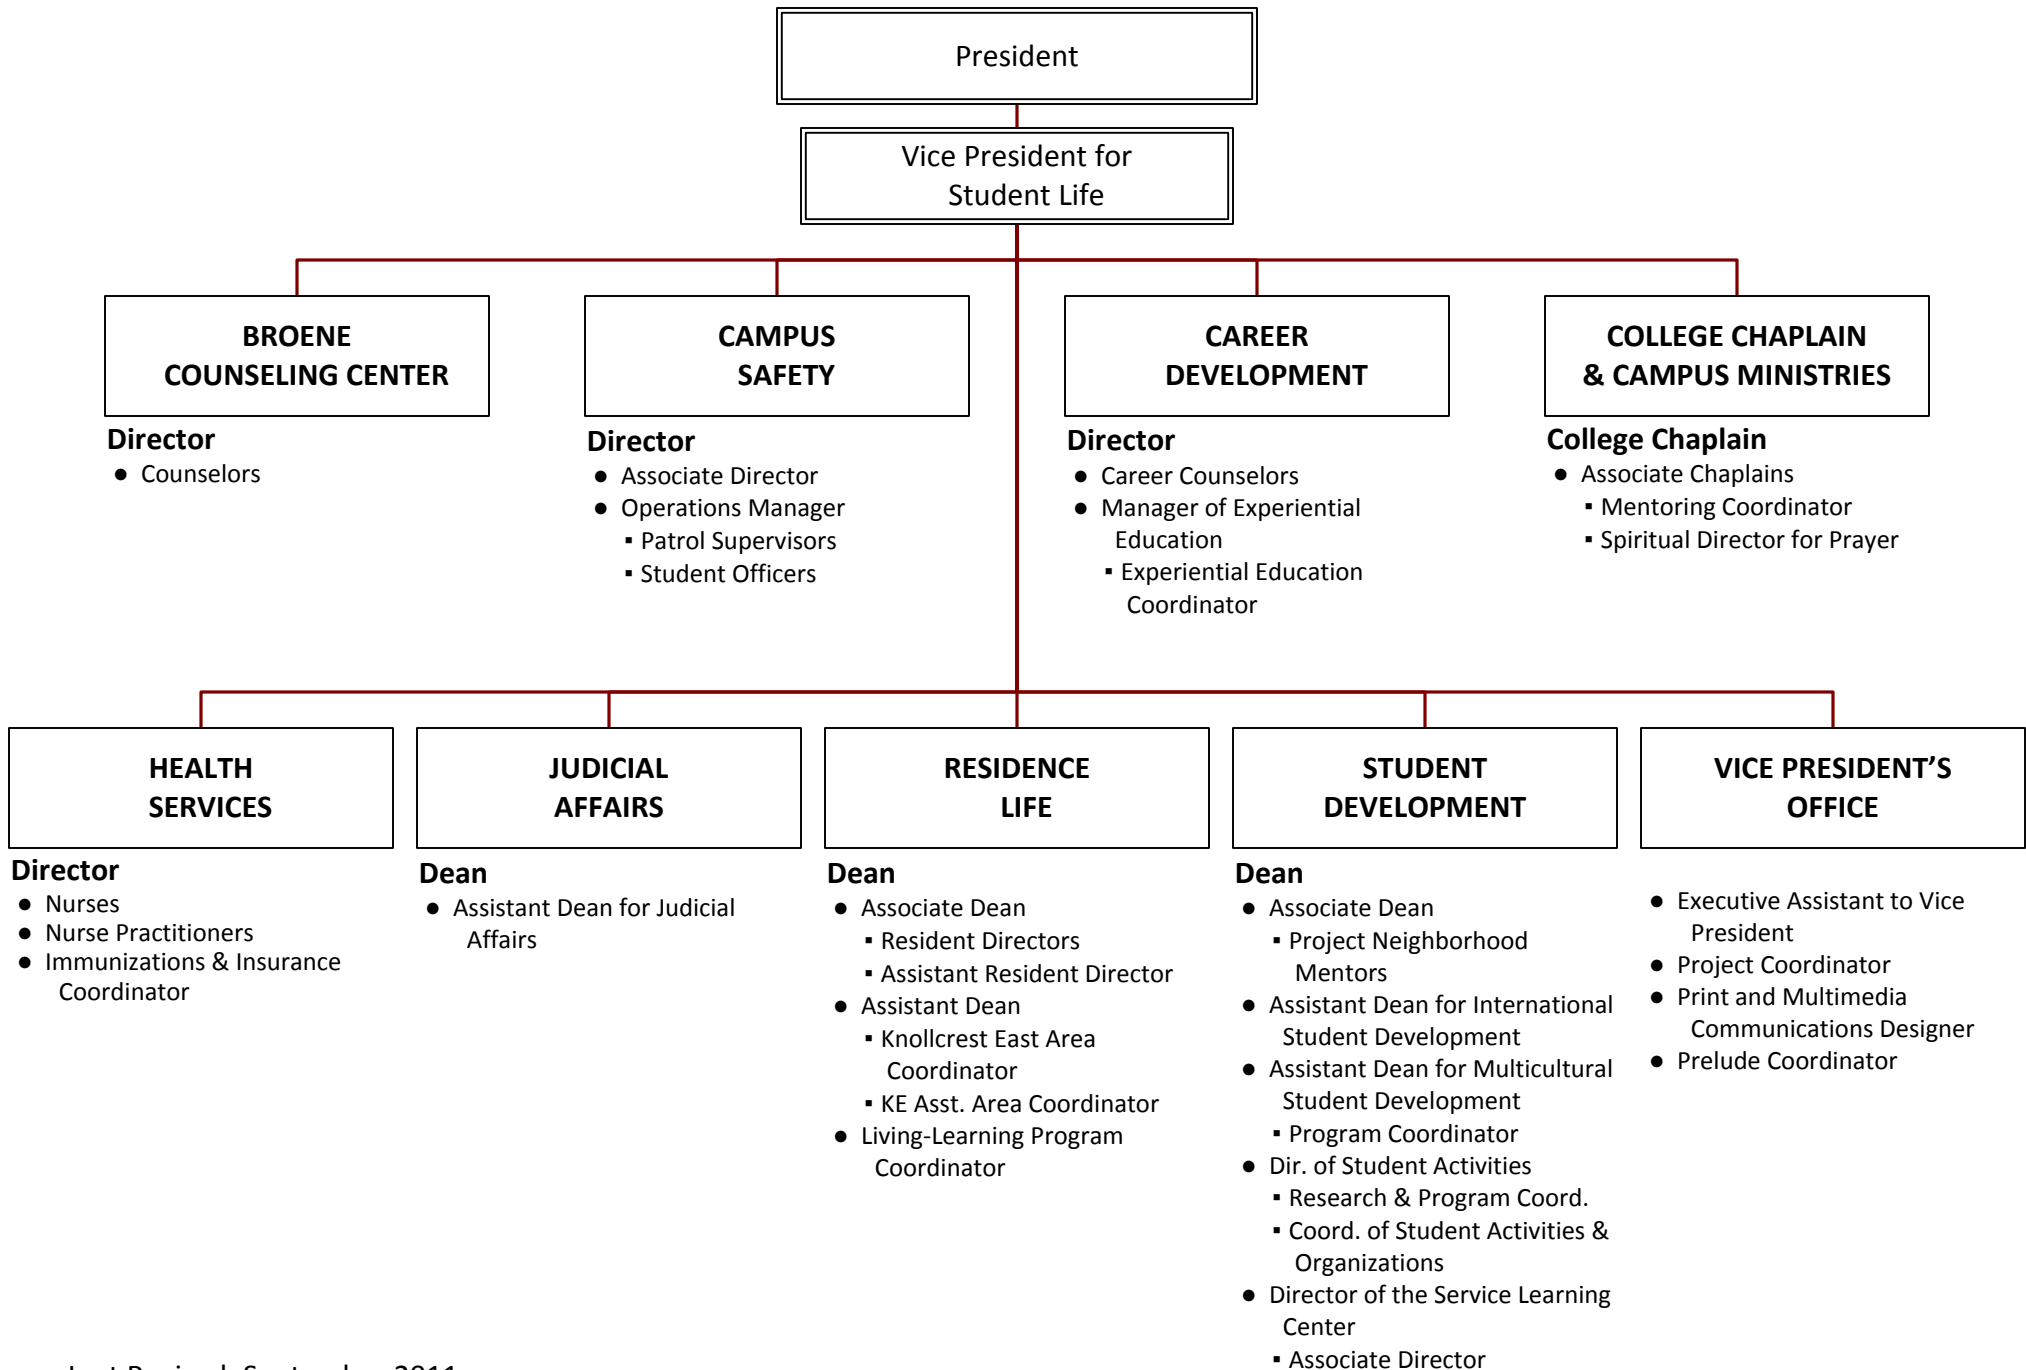 President
Vice President for
Student Life
BROENE
COUNSELING CENTER
Director
● Counselors
CAMPUS
SAFETY
Director
● Associate Director
● Operations Manager
▪ Patrol Supervisors
▪ Student Officers
CAREER
DEVELOPMENT
Director
● Career Counselors
● Manager of Experiential
Education
▪ Experiential Education
Coordinator
COLLEGE CHAPLAIN
& CAMPUS MINISTRIES
College Chaplain
● Associate Chaplains
▪ Mentoring Coordinator
▪ Spiritual Director for Prayer
HEALTH
SERVICES
Director
● Nurses
● Nurse Practitioners
● Immunizations & Insurance
Coordinator
JUDICIAL
AFFAIRS
Dean
● Assistant Dean for Judicial
Affairs
RESIDENCE
LIFE
Dean
● Associate Dean
▪ Resident Directors
▪ Assistant Resident Director
● Assistant Dean
▪ Knollcrest East Area
Coordinator
▪ KE Asst. Area Coordinator
● Living-Learning Program
Coordinator
STUDENT
DEVELOPMENT
Dean
● Associate Dean
▪ Project Neighborhood
Mentors
● Assistant Dean for International
Student Development
● Assistant Dean for Multicultural
Student Development
▪ Program Coordinator
● Dir. of Student Activities
▪ Research & Program Coord.
▪ Coord. of Student Activities &
Organizations
● Director of the Service Learning
Center
▪ Associate Director
VICE PRESIDENT’S
OFFICE
● Executive Assistant to Vice
President
● Project Coordinator
● Print and Multimedia
Communications Designer
● Prelude Coordinator
Last Revised: September 2011